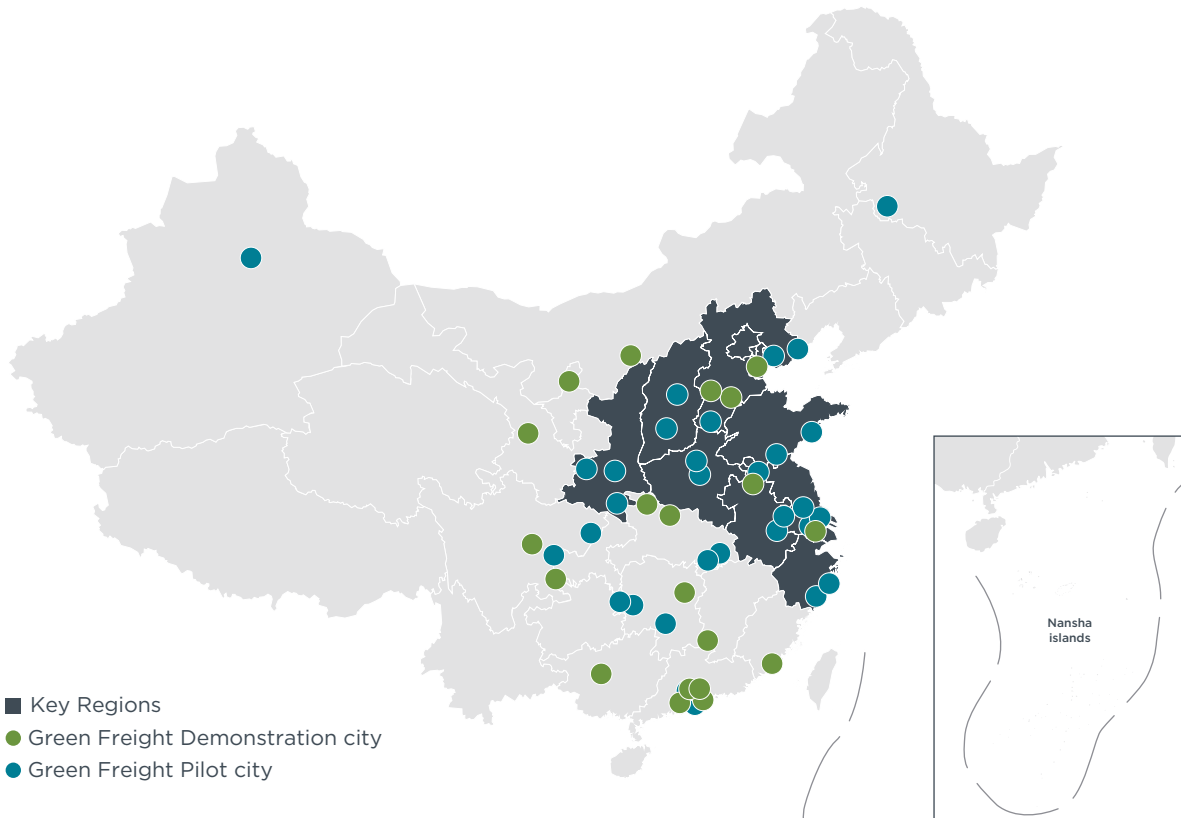 Nansha
islands
Key Regions
Green Freight Demonstration city
Green Freight Pilot city